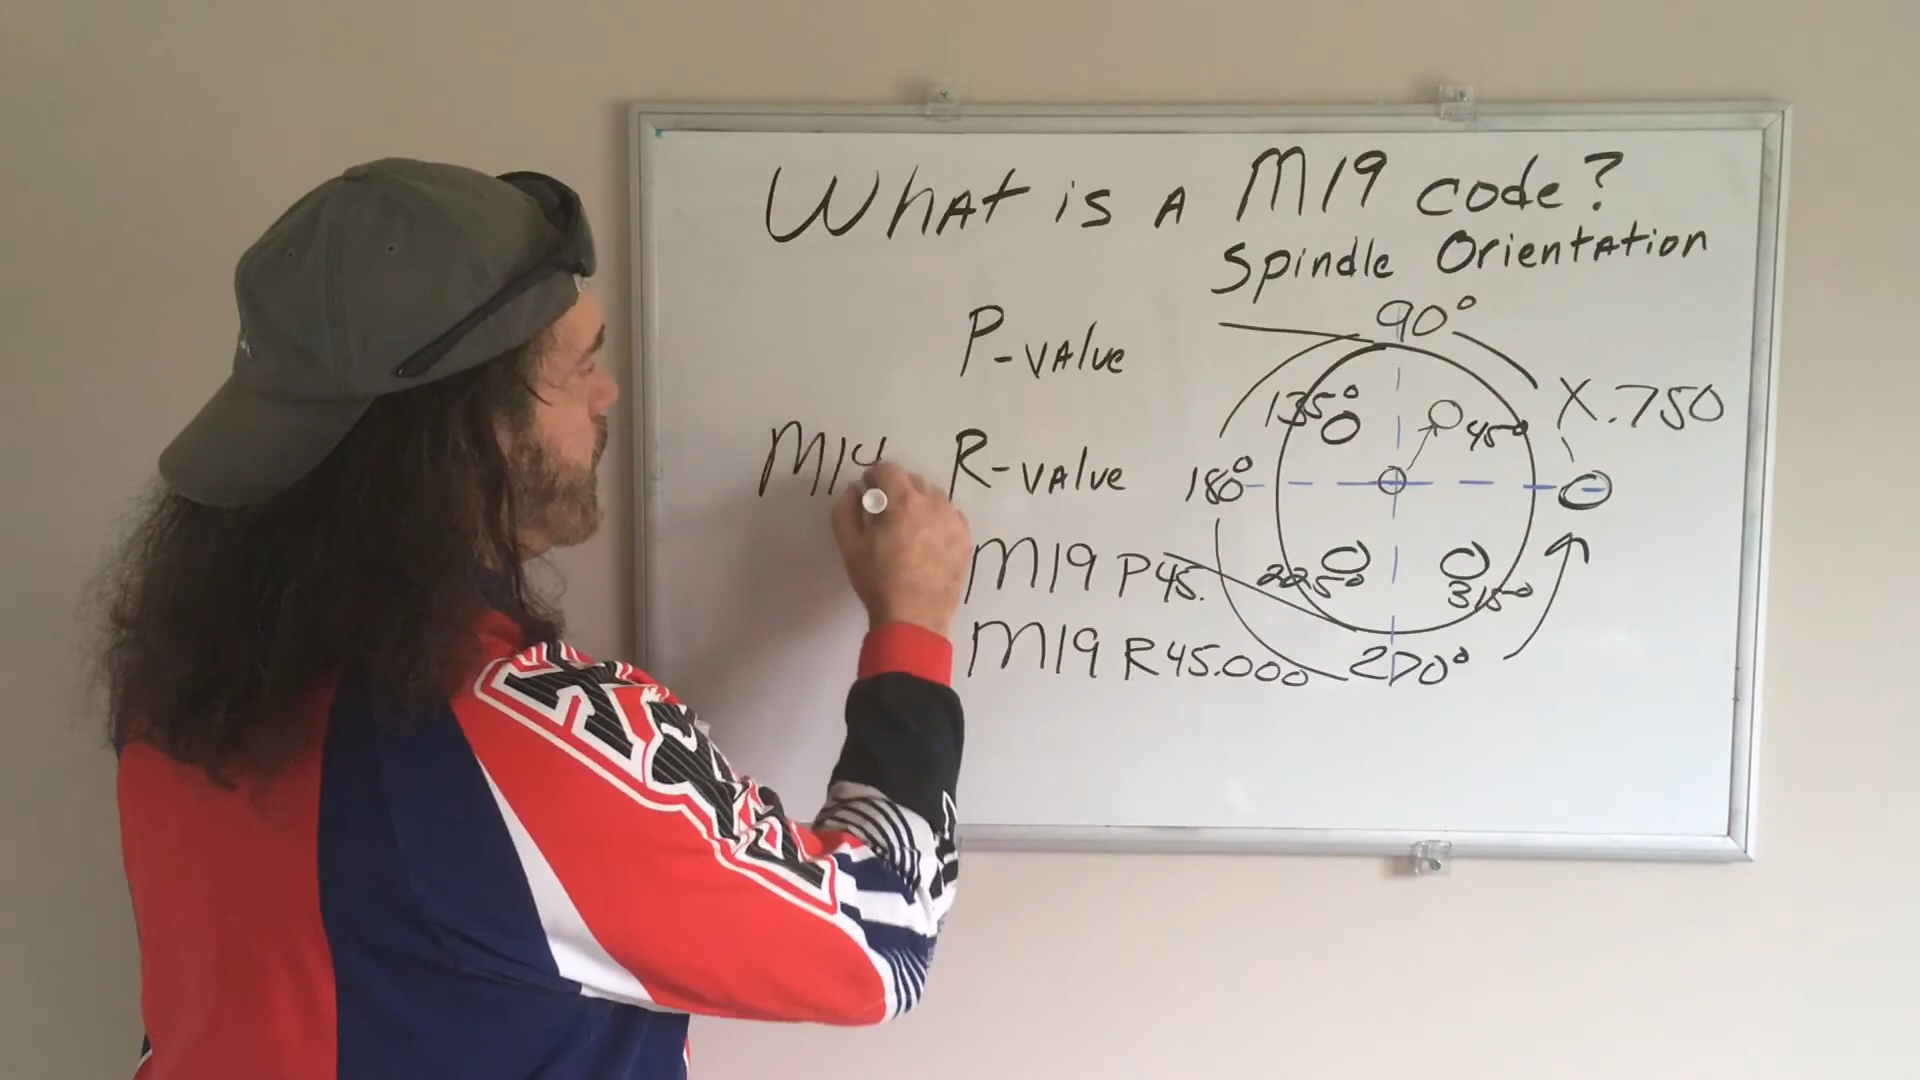 What is a M19 code?
Spindle Orientation
P-value
90°
X.750
135°
45°
M14
R-value
180°
M19 P45.
225°
315°
M19 R45.000
270°